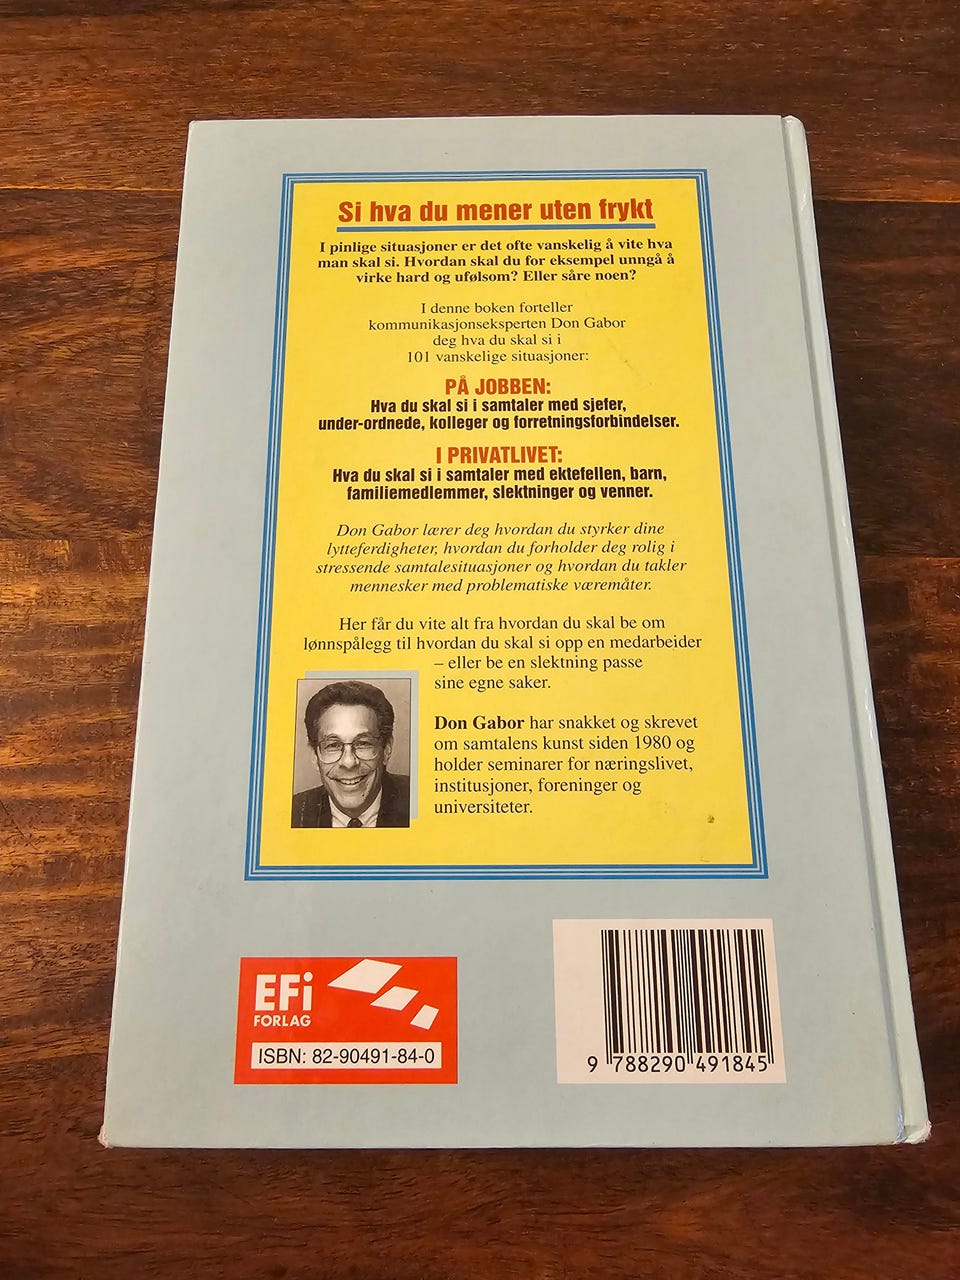 Si hva du mener uten frykt
I pinlige situasjoner er det ofte vanskelig å vite hva
man skal si. Hvordan skal du for eksempel unngå å
virke hard og ufølsom? Eller såre noen?
I denne boken forteller
kommunikasjonseksperten Don Gabor
deg hva du skal si i
101 vanskelige situasjoner:
PÅ JOBBEN:
Hva du skal si i samtaler med sjefer,
under-ordnede, kolleger og forretningsforbindelser.
I PRIVATLIVET:
Hva du skal si i samtaler med ektefellen, barn,
familiemedlemmer, slektninger og venner.
Don Gabor lærer deg hvordan du styrker dine
lytteferdigheter, hvordan du forholder deg rolig i
stressende samtalesituasjoner og hvordan du takler
mennesker med problematiske væremåter.
Her får du vite alt fra hvordan du skal be om
lønnspålegg til hvordan du skal si opp en medarbeider
– eller be en slektning passe
sine egne saker.
Don Gabor har snakket og skrevet
om samtalens kunst siden 1980 og
holder seminarer for næringslivet,
institusjoner, foreninger og
universiteter.
EFi
FORLAG
ISBN: 82-90491-84-0
9 788290 491845